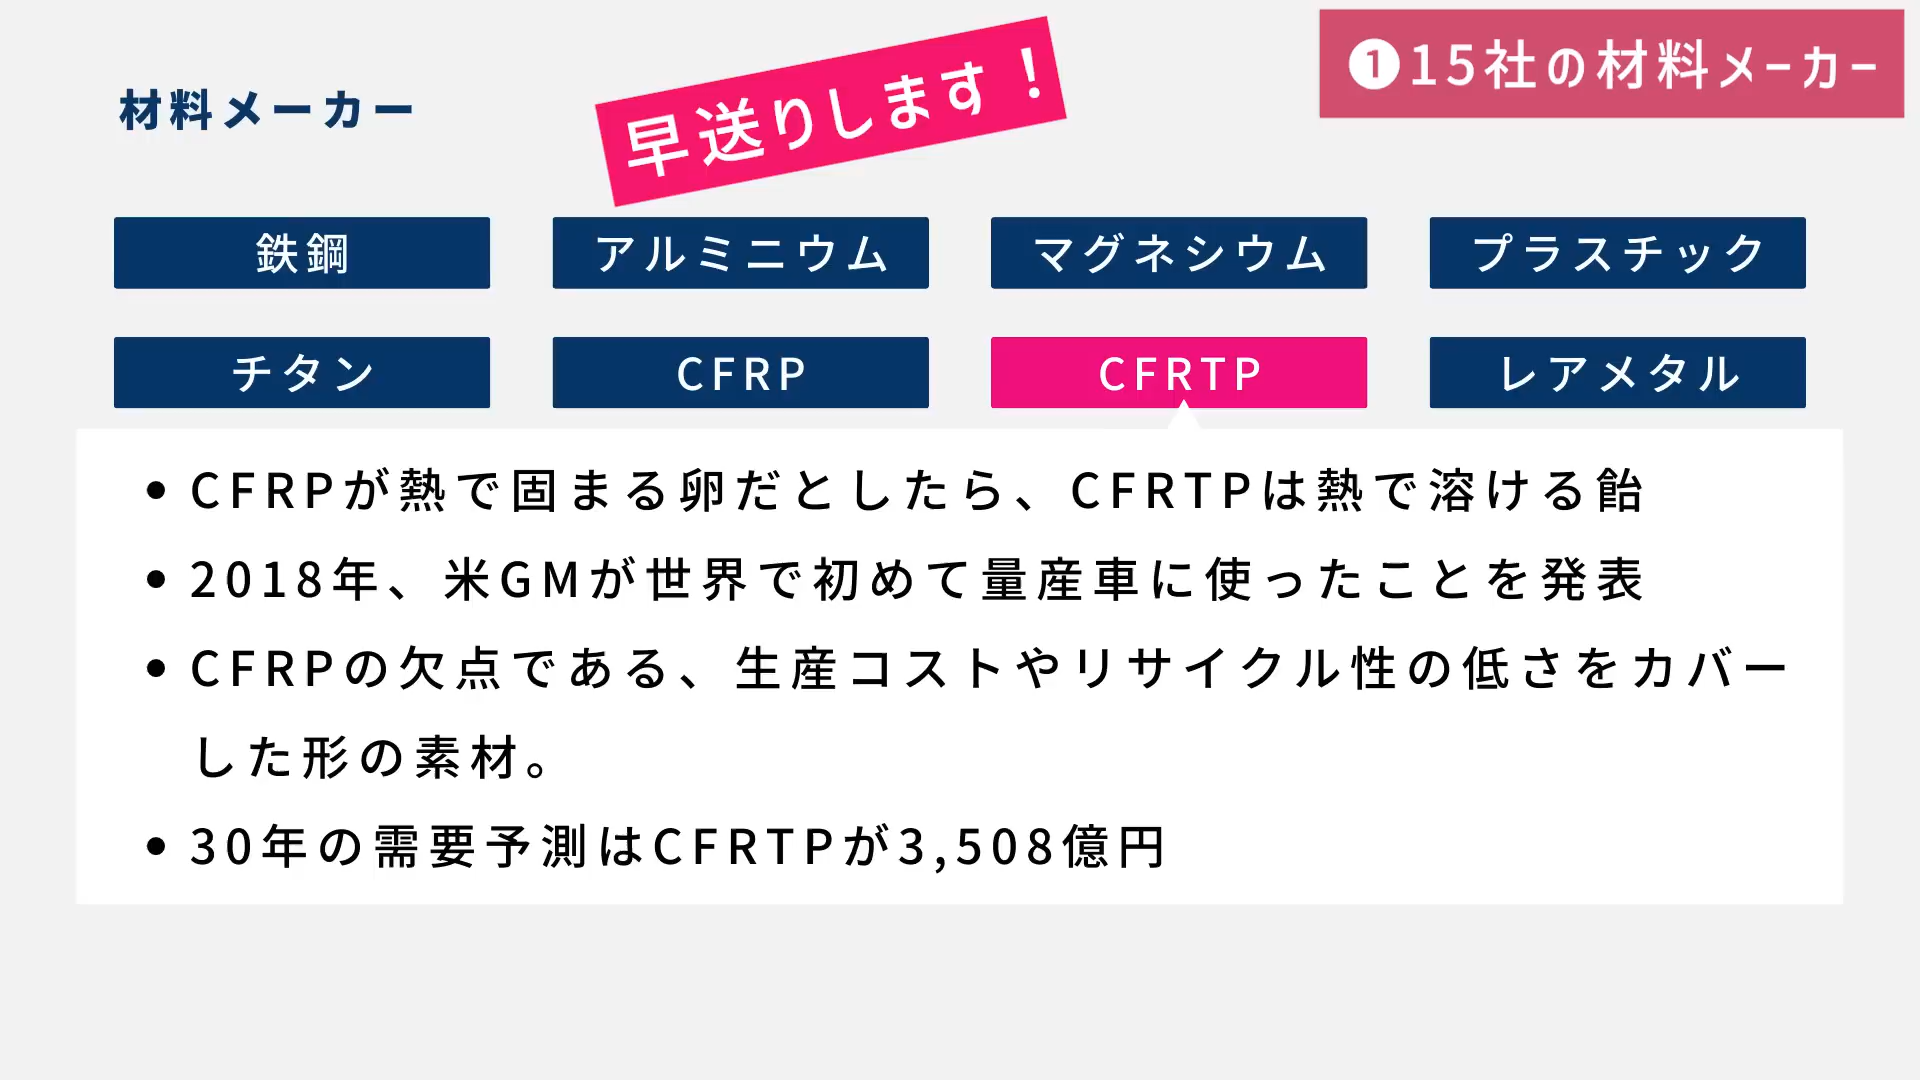 材料メーカー
早送りします！
❶15社の材料メーカー
鉄鋼
アルミニウム
マグネシウム
プラスチック
チタン
CFRP
CFRTP
レアメタル
• CFRPが熱で固まる卵だとしたら、CFRTPは熱で溶ける飴
• 2018年、米GMが世界で初めて量産車に使ったことを発表
• CFRPの欠点である、生産コストやリサイクル性の低さをカバー
した形の素材。
• 30年の需要予測はCFRTPが3,508億円